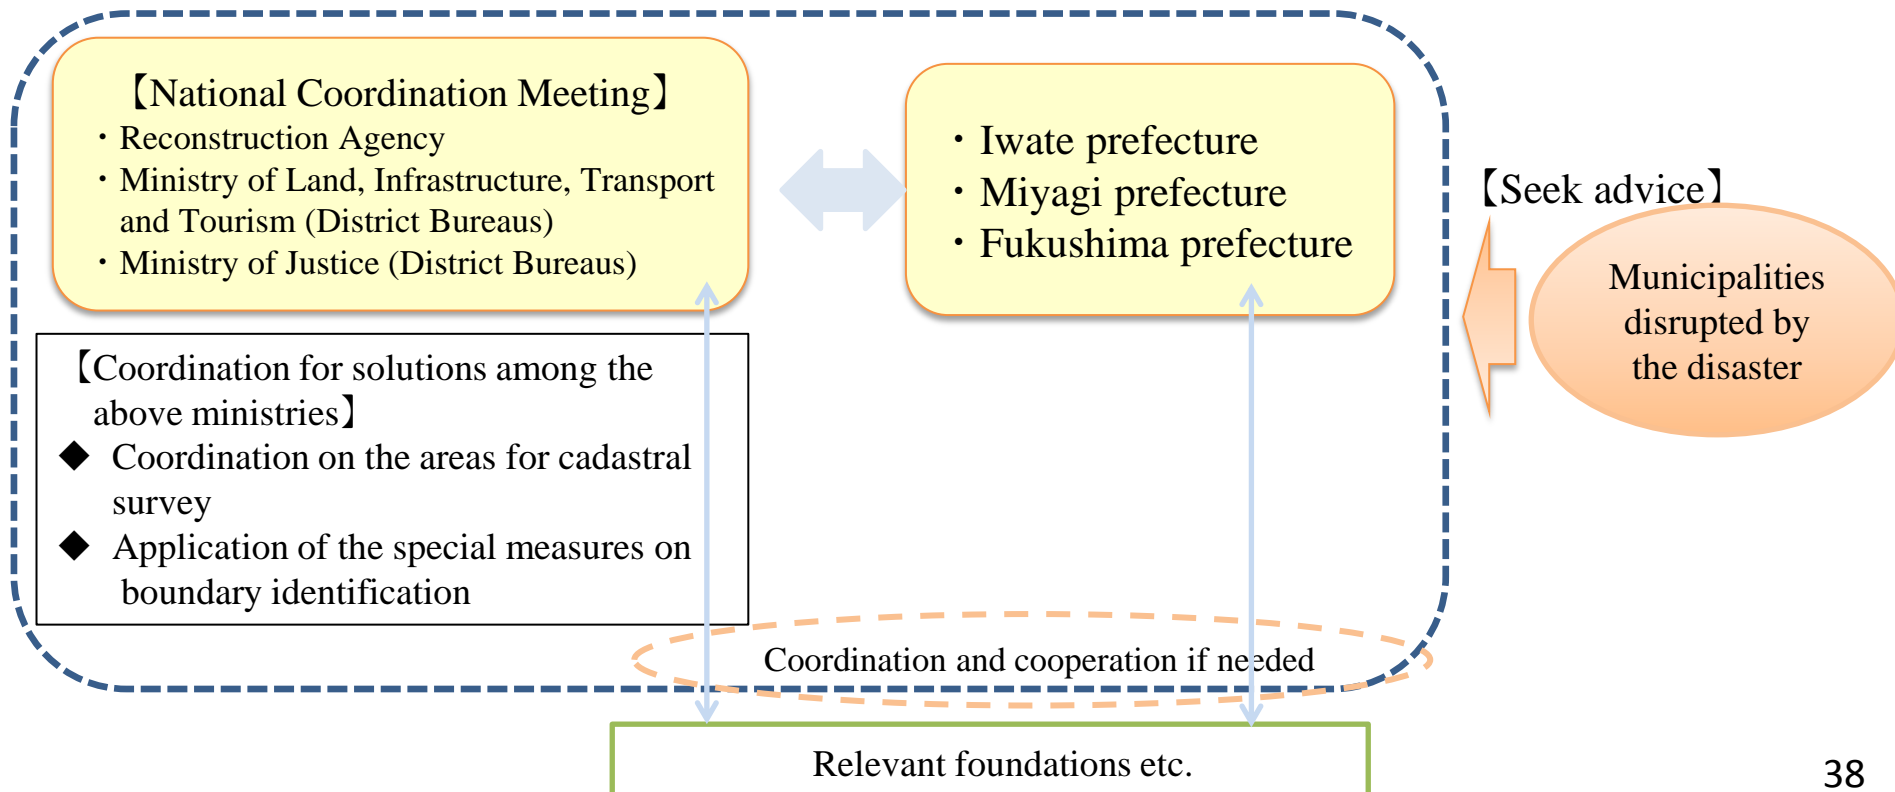 【National Coordination Meeting】
・Reconstruction Agency
・Ministry of Land, Infrastructure, Transport
and Tourism (District Bureaus)
・Ministry of Justice (District Bureaus)
・Iwate prefecture
・Miyagi prefecture
・Fukushima prefecture
【Seek advice】
Municipalities
disrupted by
the disaster
【Coordination for solutions among the
above ministries】
◆ Coordination on the areas for cadastral
survey
◆ Application of the special measures on
boundary identification
Coordination and cooperation if needed
Relevant foundations etc.
38